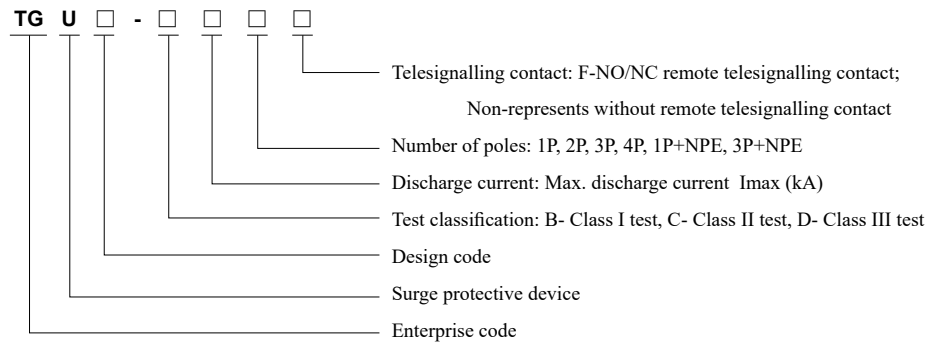 TG U □ - □ □ □ □
Telesignalling contact: F-NO/NC remote telesignalling contact;
Non-represents without remote telesignalling contact
Number of poles: 1P, 2P, 3P, 4P, 1P+NPE, 3P+NPE
Discharge current: Max. discharge current Imax (kA)
Test classification: B- Class I test, C- Class II test, D- Class III test
Design code
Surge protective device
Enterprise code